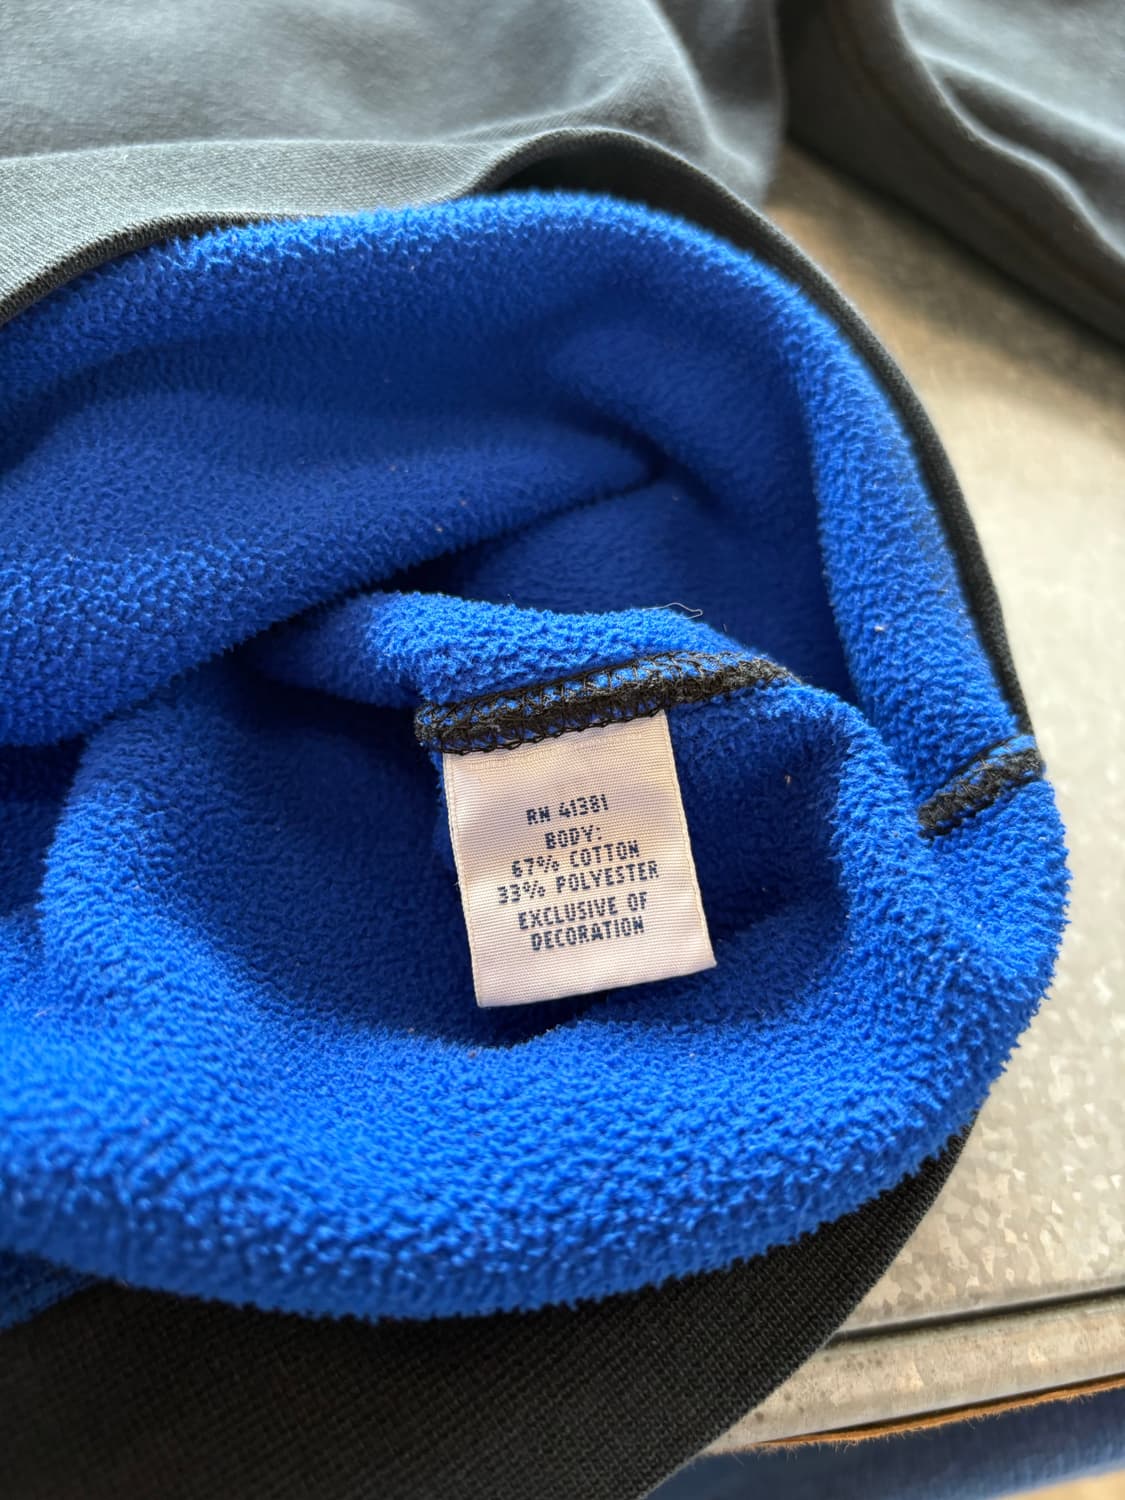 RN 41381
BODY:
67% COTTON
33% POLYESTER
EXCLUSIVE OF
DECORATION